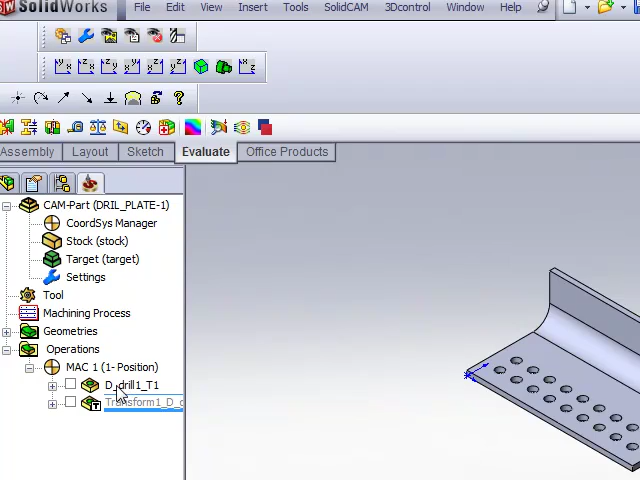 SolidWorks File Edit View Insert Tools SolidCAM 3Dcontrol Window Help
Assembly Layout Sketch Evaluate Office Products
CAM-Part (DRIL_PLATE-1)
CoordSys Manager
Stock (stock)
Target (target)
Settings
Tool
Machining Process
Geometries
Operations
MAC 1 (1- Position)
D_drill1_T1
Transform1_D_d